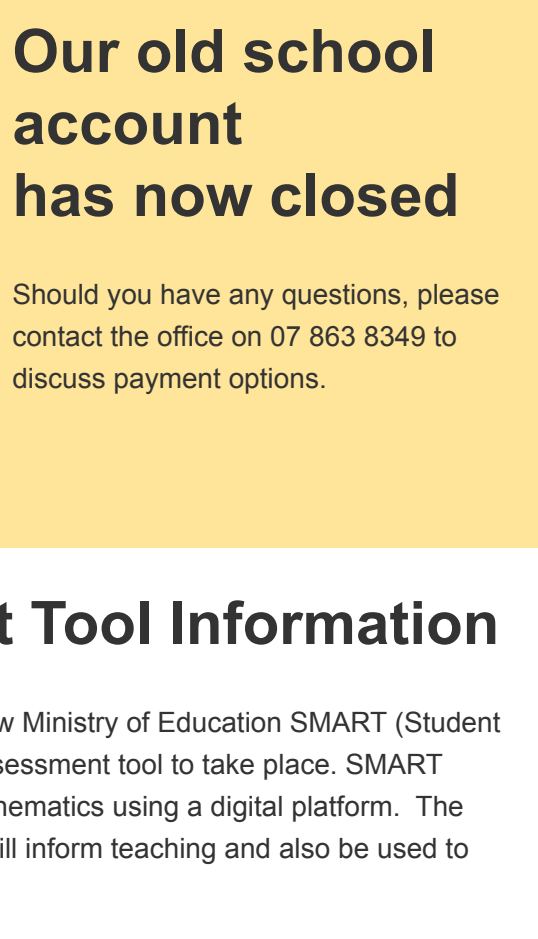 Our old school
account
has now closed
Should you have any questions, please
contact the office on 07 863 8349 to
discuss payment options.
Tool Information
Ministry of Education SMART (Student
tool to take place. SMART
using a digital platform.  The
inform teaching and also be used to